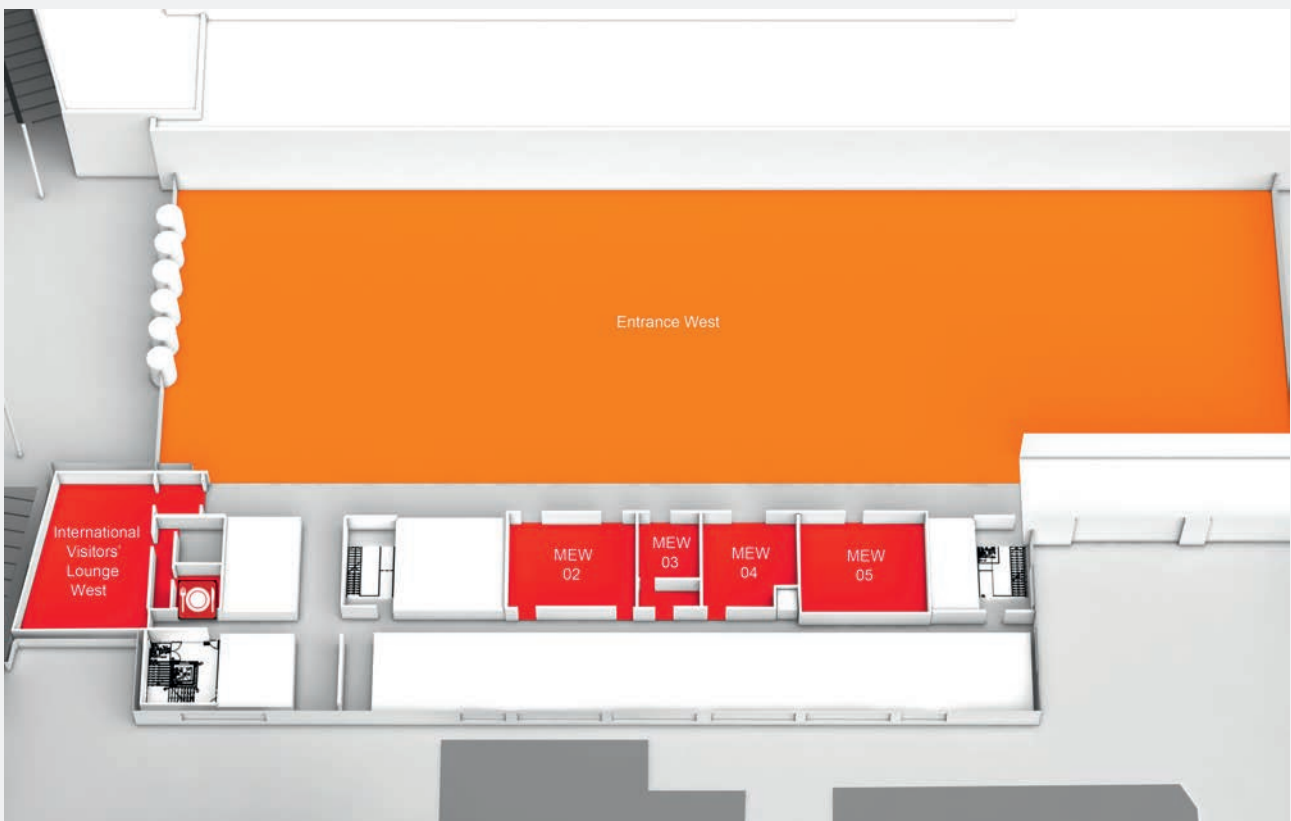 Entrance West
International
Visitors'
Lounge
West
MEW
02
MEW
03
MEW
04
MEW
05